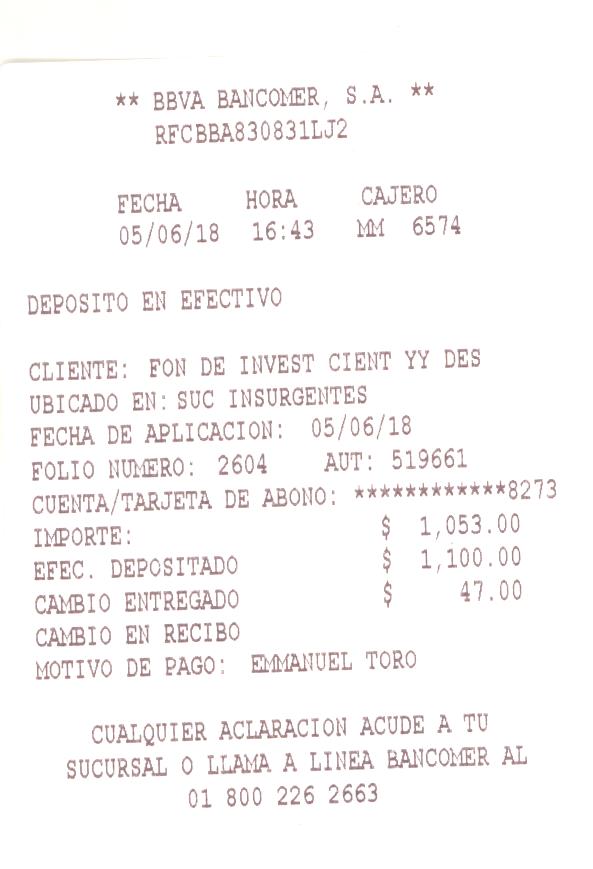 ** BBVA BANCOMER, S.A. **
RFCBBA830831LJ2
FECHA HORA CAJERO
05/06/18 16:43 MM 6574
DEPOSITO EN EFECTIVO
CLIENTE: FON DE INVEST CIENT YY DES
UBICADO EN: SUC INSURGENTES
FECHA DE APLICACION: 05/06/18
FOLIO NUMERO: 2604 AUT: 519661
CUENTA/TARJETA DE ABONO: ************8273
IMPORTE: $ 1,053.00
EFEC. DEPOSITADO $ 1,100.00
CAMBIO ENTREGADO $ 47.00
CAMBIO EN RECIBO
MOTIVO DE PAGO: EMMANUEL TORO
CUALQUIER ACLARACION ACUDE A TU
SUCURSAL O LLAMA A LINEA BANCOMER AL
01 800 226 2663